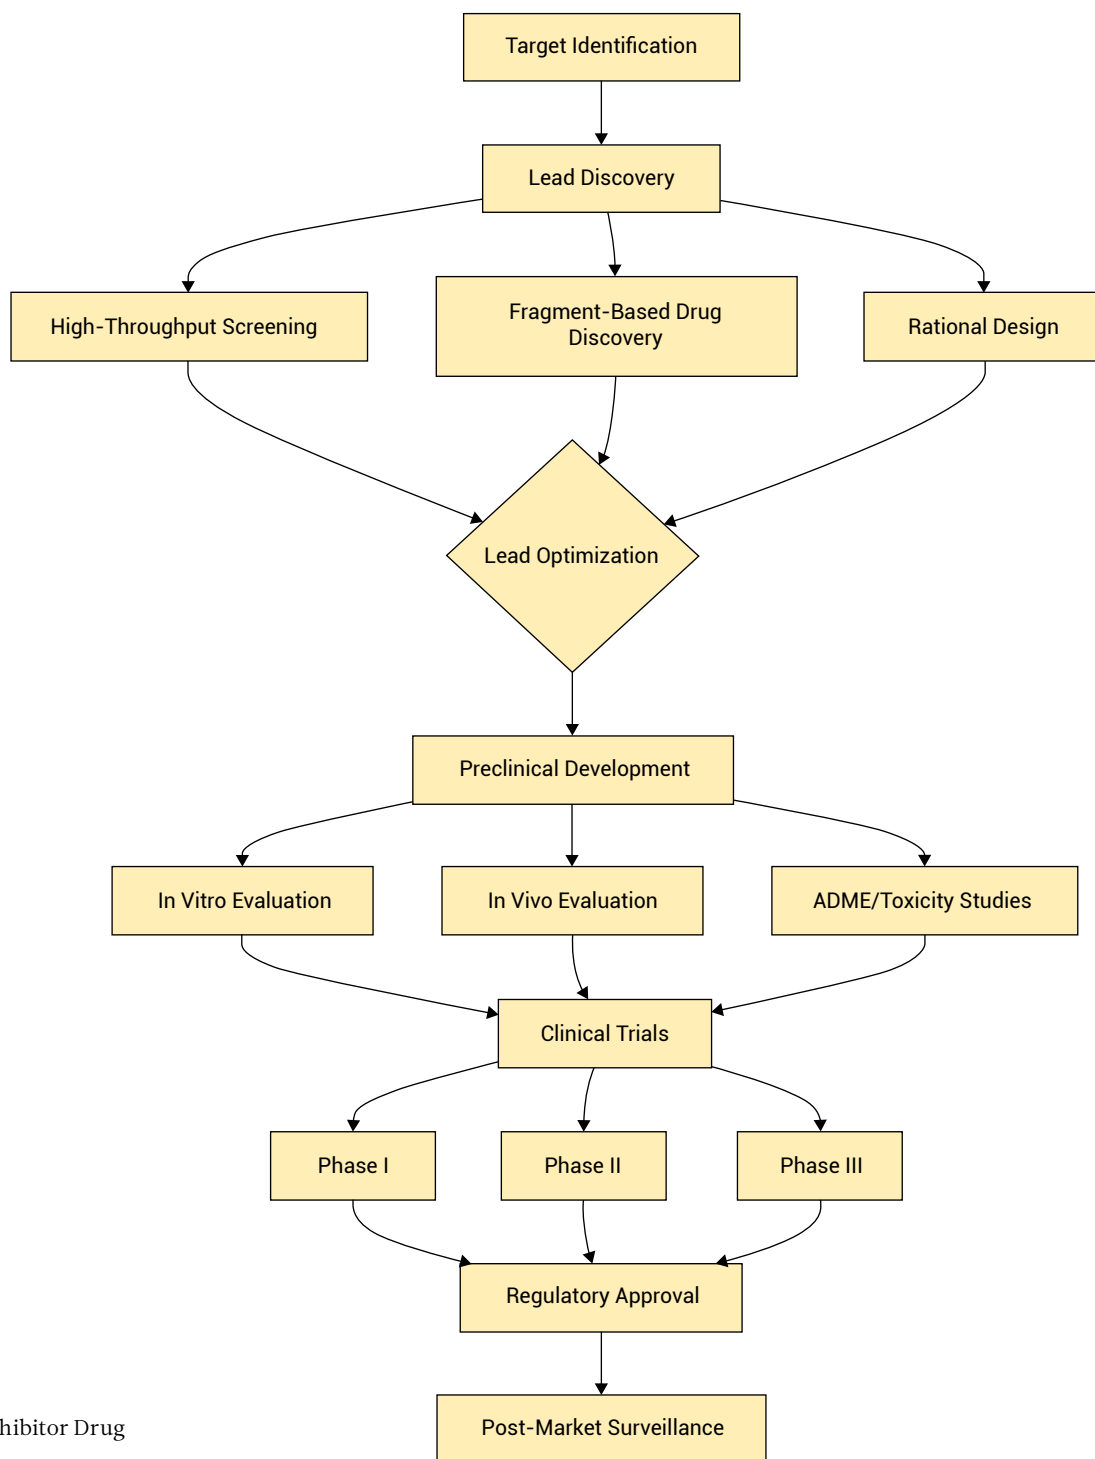 Target Identification
Lead Discovery
High-Throughput Screening
Fragment-Based Drug
Discovery
Rational Design
Lead Optimization
Preclinical Development
In Vitro Evaluation
In Vivo Evaluation
ADME/Toxicity Studies
Clinical Trials
Phase I
Phase II
Phase III
Regulatory Approval
Post-Market Surveillance
hibitor Drug